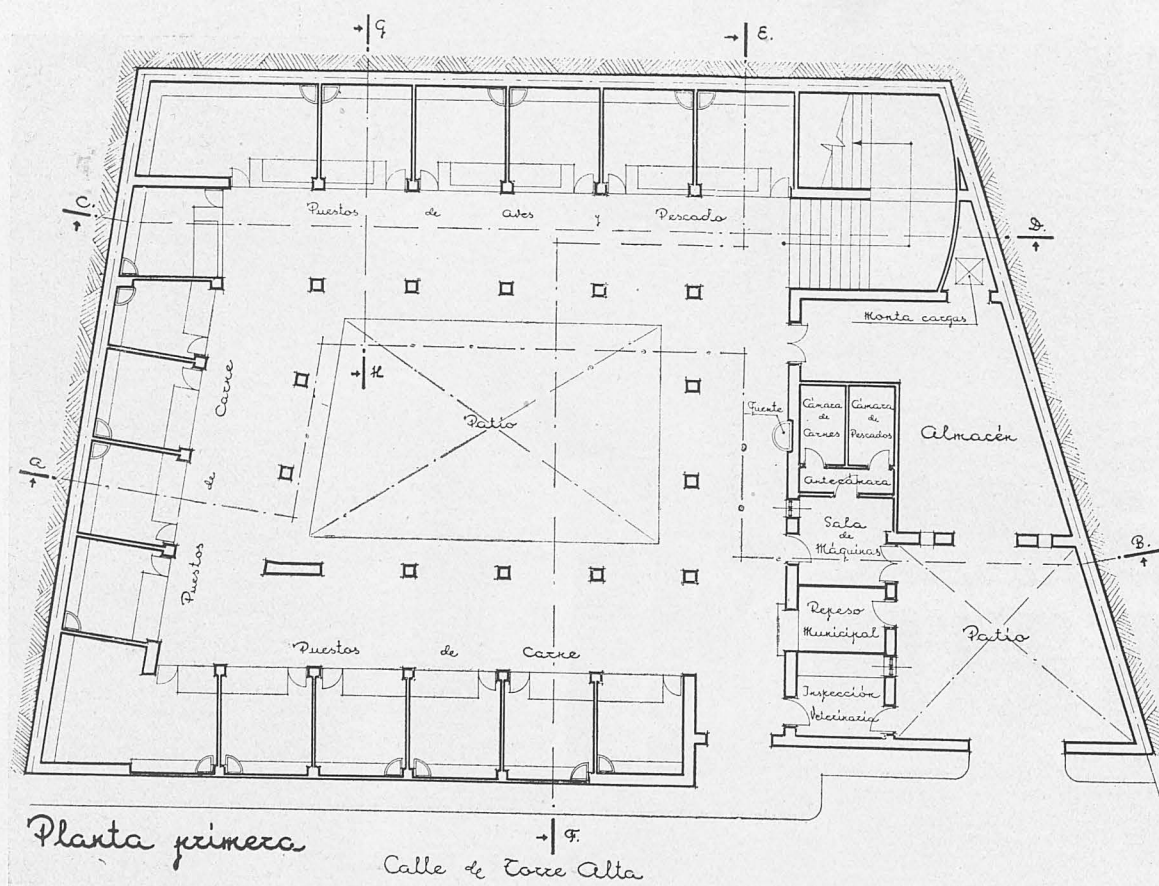 G
E.
C.
Puestos de Aves y Pescado
D.
Monta cargas
Carne
de
Puestos
H
Patio
Fuente
Cámara
de
Carnes
Cámara
de
Pescados
Almacén
Antecámara
A
Sala
de
Máquinas
B.
Repeso
Municipal
Patio
Puestos de Carne
Inspección
Veterinaria
F.
Planta primera
Calle de Torre Alta